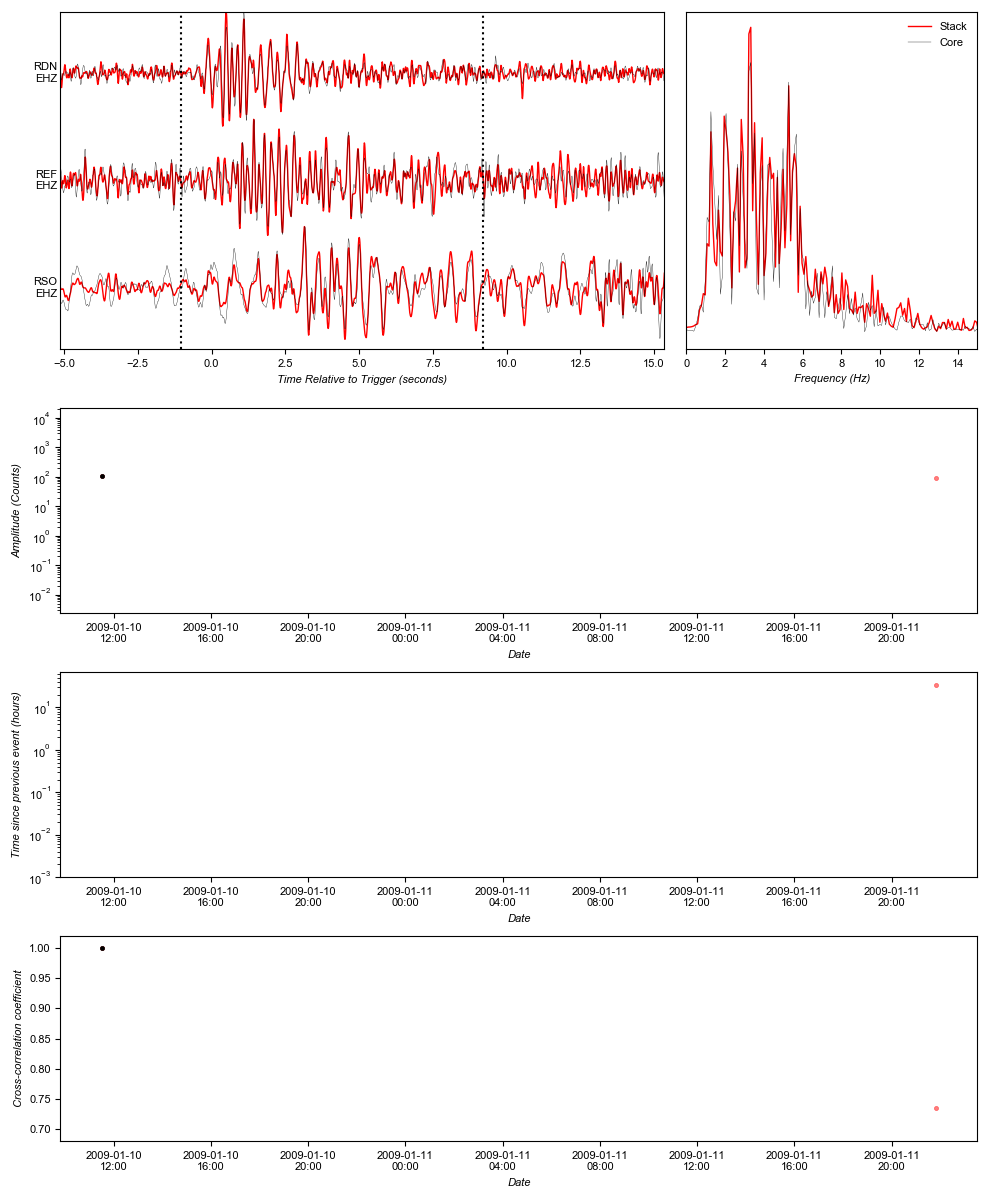 RDN
EHZ
REF
EHZ
RSO
EHZ
−5.0 −2.5 0.0 2.5 5.0 7.5 10.0 12.5 15.0
Time Relative to Trigger (seconds)
Stack
Core
0 2 4 6 8 10 12 14
Frequency (Hz)
10^4
10^3
10^2
10^1
10^0
10^−1
10^−2
Amplitude (Counts)
2009-01-10 2009-01-10 2009-01-10 2009-01-11 2009-01-11 2009-01-11 2009-01-11 2009-01-11 2009-01-11
12:00 16:00 20:00 00:00 04:00 08:00 12:00 16:00 20:00
Date
10^1
10^0
10^−1
10^−2
10^−3
Time since previous event (hours)
2009-01-10 2009-01-10 2009-01-10 2009-01-11 2009-01-11 2009-01-11 2009-01-11 2009-01-11 2009-01-11
12:00 16:00 20:00 00:00 04:00 08:00 12:00 16:00 20:00
Date
1.00
0.95
0.90
0.85
0.80
0.75
0.70
Cross-correlation coefficient
2009-01-10 2009-01-10 2009-01-10 2009-01-11 2009-01-11 2009-01-11 2009-01-11 2009-01-11 2009-01-11
12:00 16:00 20:00 00:00 04:00 08:00 12:00 16:00 20:00
Date